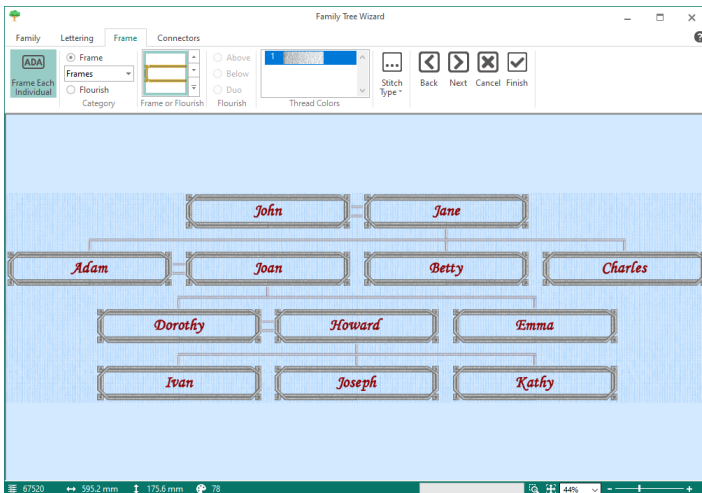 Family Tree Wizard
Family Lettering Frame Connectors
ADA
Frame Each
Individual
Frame
Frames
Flourish
Category
Frame or Flourish
Above
Below
Duo
Flourish
1
Thread Colors
Stitch
Type
Back Next Cancel Finish
John Jane
Adam Joan Betty Charles
Dorothy Howard Emma
Ivan Joseph Kathy
67520 595.2 mm 175.6 mm 78 44%